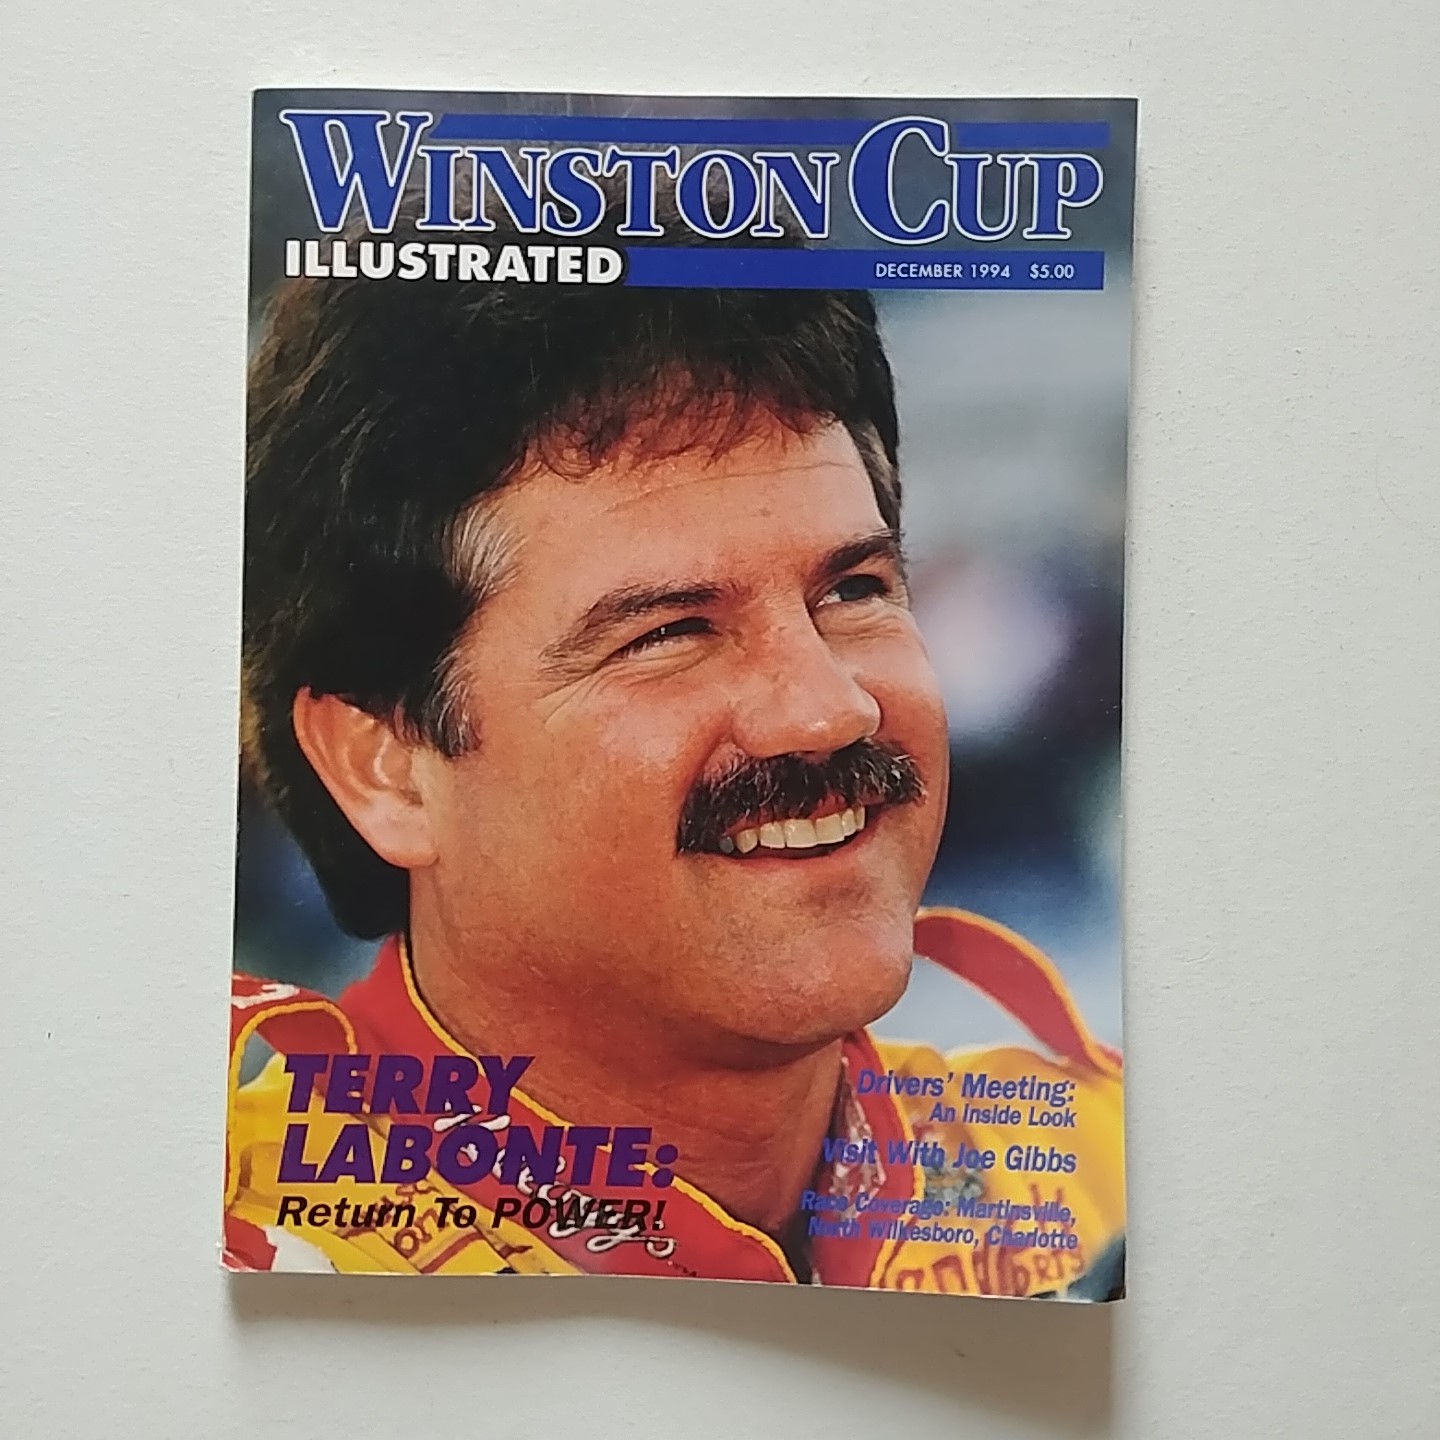 WINSTON CUP
ILLUSTRATED
DECEMBER 1994 $5.00
TERRY
LABONTE:
Return To POWER!
Drivers' Meeting:
An Inside Look
Visit With Joe Gibbs
Race Coverage: Martinsville,
North Wilkesboro, Charlotte